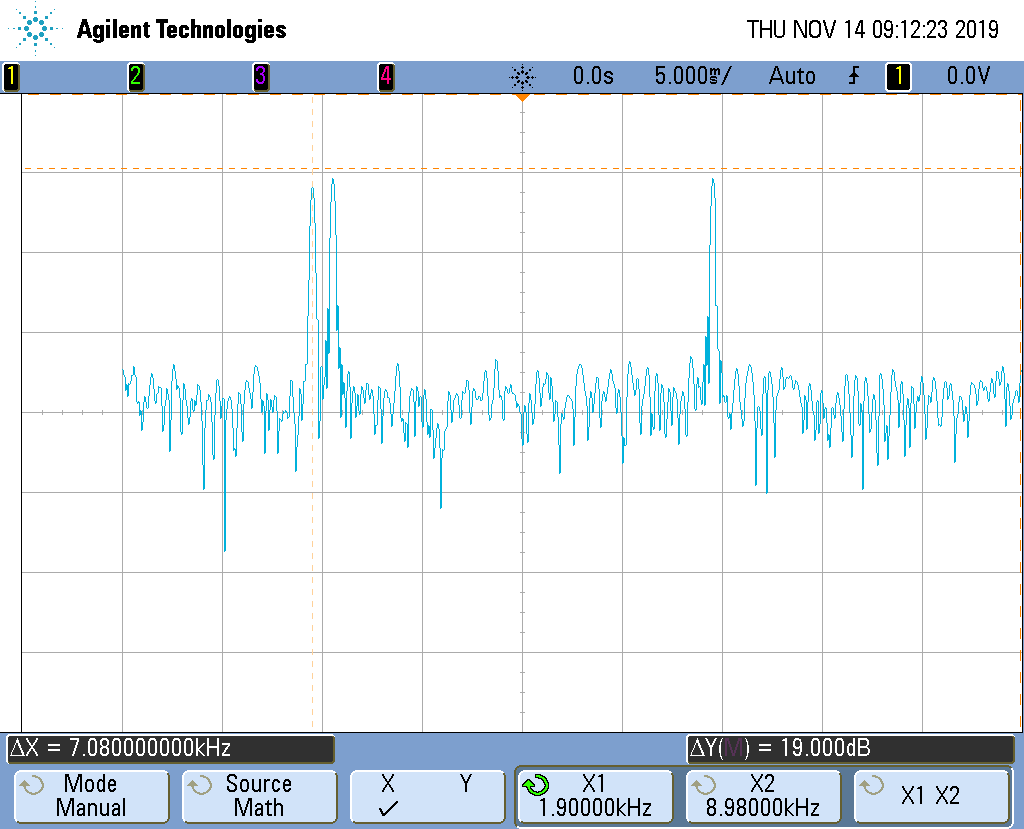 Agilent Technologies
THU NOV 14 09:12:23 2019
1 2 3 4 0.0s 5.000ms/ Auto 1 0.0V
ΔX = 7.080000000kHz
ΔY(M) = 19.000dB
Mode
Manual
Source
Math
X Y
✓
X1
1.90000kHz
X2
8.98000kHz
X1 X2